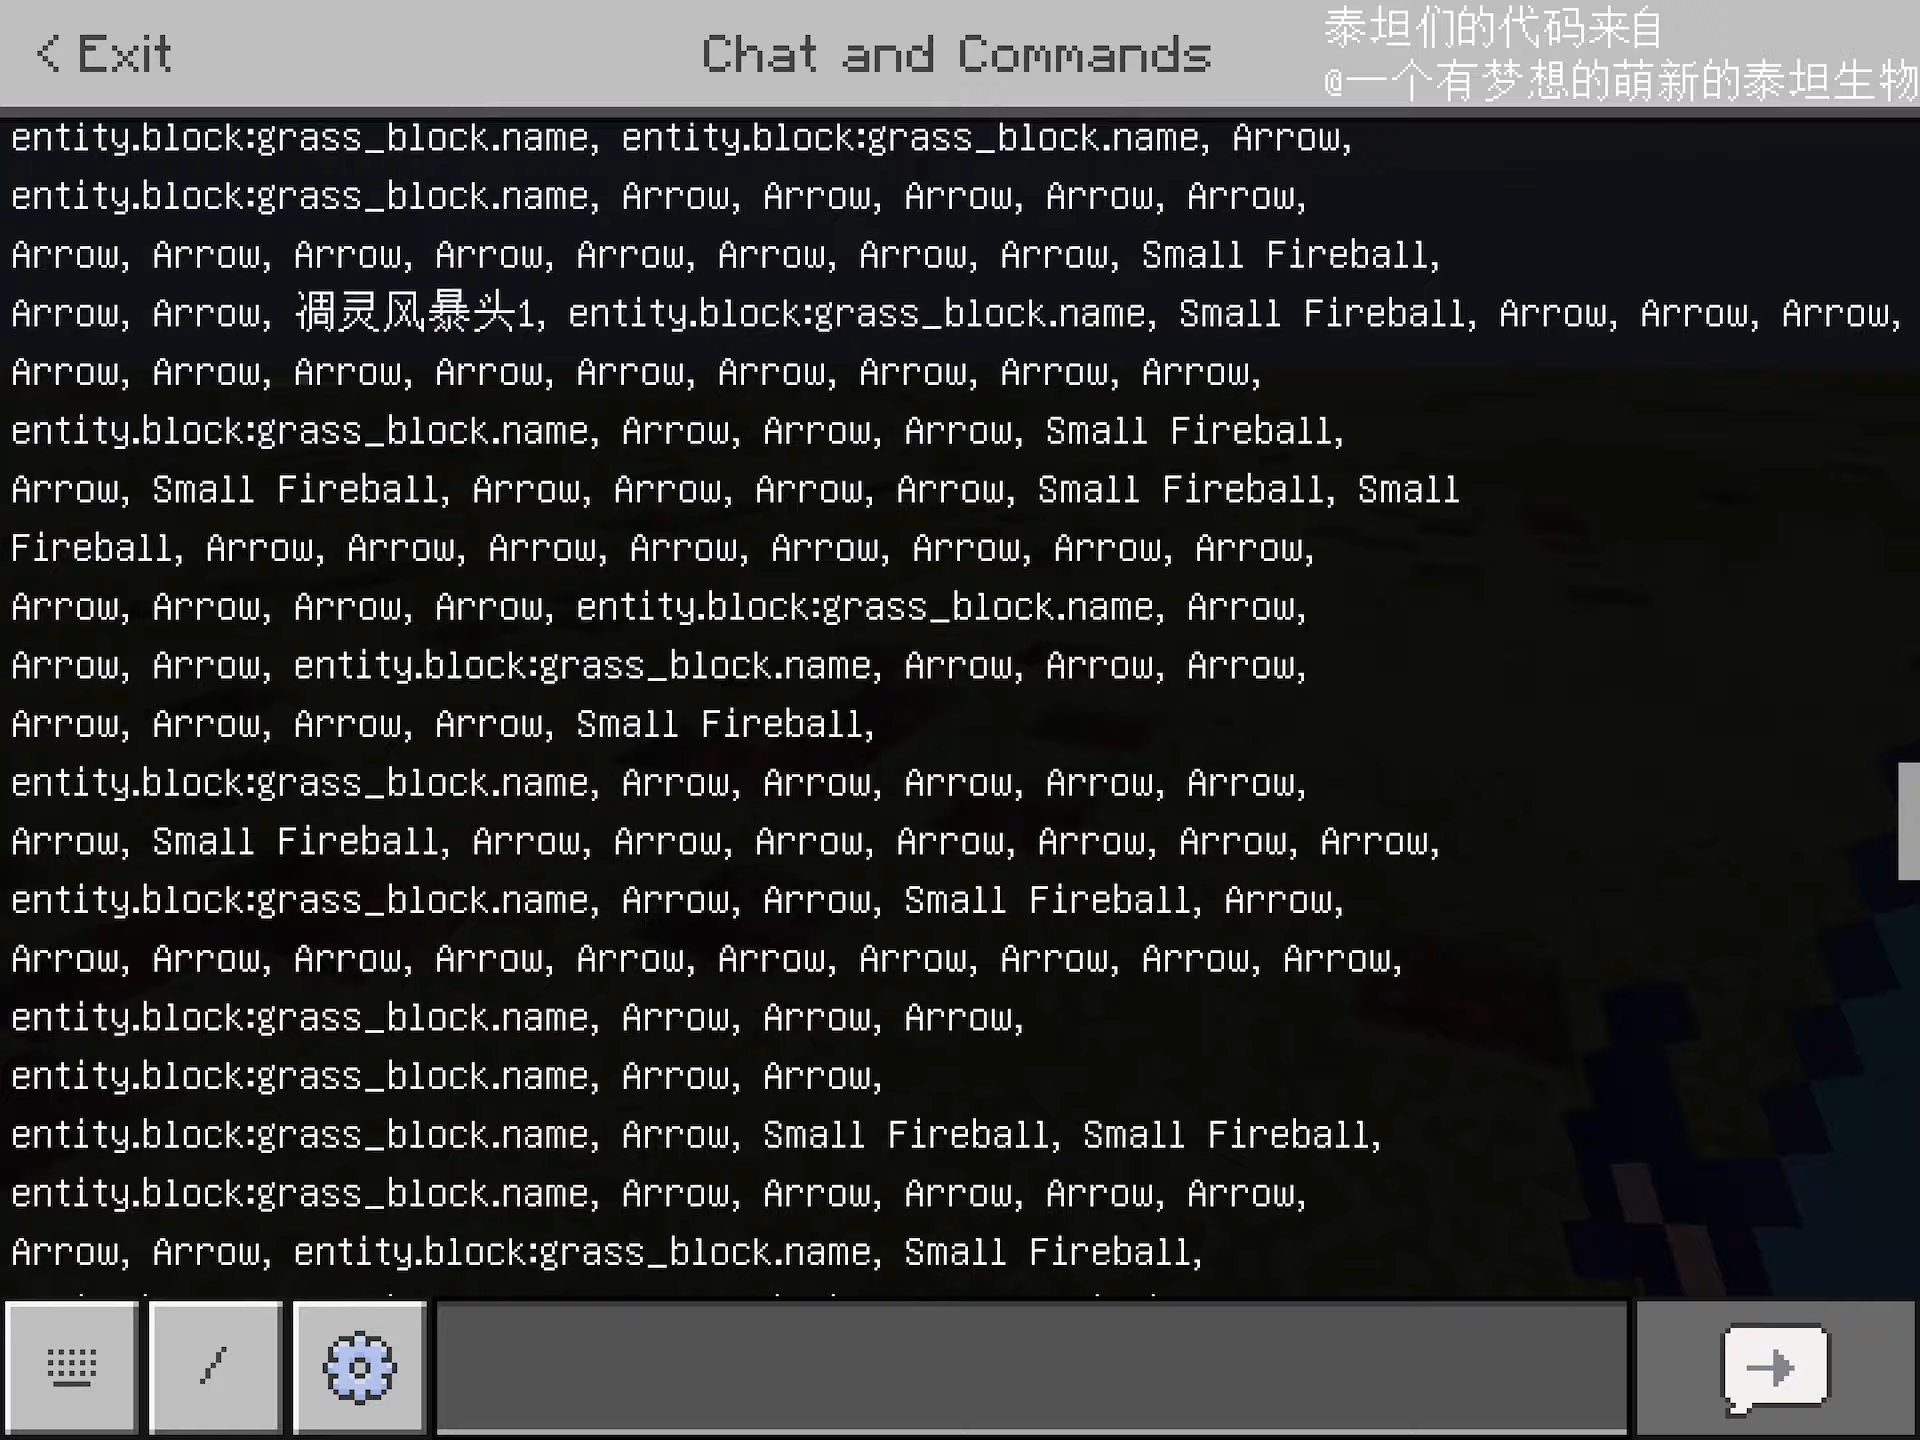 < Exit
Chat and Commands
泰坦们的代码来自
@一个有梦想的萌新的泰坦生物
entity.block:grass_block.name, entity.block:grass_block.name, Arrow,
entity.block:grass_block.name, Arrow, Arrow, Arrow, Arrow, Arrow,
Arrow, Arrow, Arrow, Arrow, Arrow, Arrow, Arrow, Arrow, Small Fireball,
Arrow, Arrow, 凋灵风暴头1, entity.block:grass_block.name, Small Fireball, Arrow, Arrow, Arrow,
Arrow, Arrow, Arrow, Arrow, Arrow, Arrow, Arrow, Arrow, Arrow,
entity.block:grass_block.name, Arrow, Arrow, Arrow, Small Fireball,
Arrow, Small Fireball, Arrow, Arrow, Arrow, Arrow, Small Fireball, Small
Fireball, Arrow, Arrow, Arrow, Arrow, Arrow, Arrow, Arrow, Arrow,
Arrow, Arrow, Arrow, Arrow, entity.block:grass_block.name, Arrow,
Arrow, Arrow, entity.block:grass_block.name, Arrow, Arrow, Arrow,
Arrow, Arrow, Arrow, Arrow, Small Fireball,
entity.block:grass_block.name, Arrow, Arrow, Arrow, Arrow, Arrow,
Arrow, Small Fireball, Arrow, Arrow, Arrow, Arrow, Arrow, Arrow, Arrow,
entity.block:grass_block.name, Arrow, Arrow, Small Fireball, Arrow,
Arrow, Arrow, Arrow, Arrow, Arrow, Arrow, Arrow, Arrow, Arrow, Arrow,
entity.block:grass_block.name, Arrow, Arrow, Arrow,
entity.block:grass_block.name, Arrow, Arrow,
entity.block:grass_block.name, Arrow, Small Fireball, Small Fireball,
entity.block:grass_block.name, Arrow, Arrow, Arrow, Arrow, Arrow,
Arrow, Arrow, entity.block:grass_block.name, Small Fireball,
/